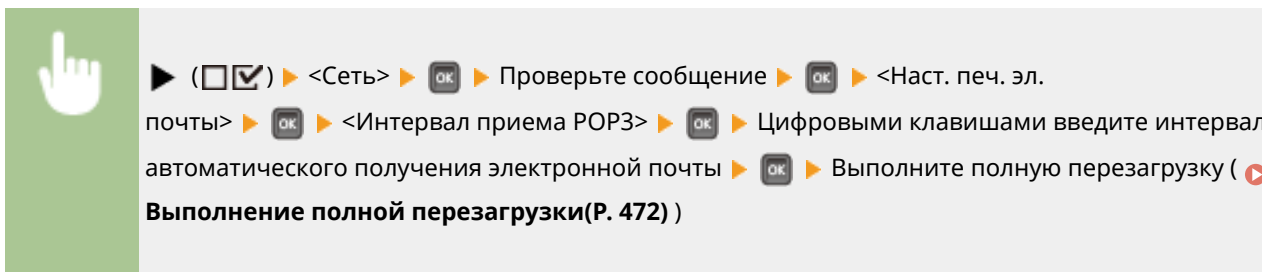 ▶ (☐☑) ▶ <Сеть> ▶ OK ▶ Проверьте сообщение ▶ OK ▶ <Наст. печ. эл.
почты> ▶ OK ▶ <Интервал приема POP3> ▶ OK ▶ Цифровыми клавишами введите интервал
автоматического получения электронной почты ▶ OK ▶ Выполните полную перезагрузку (
Выполнение полной перезагрузки(P. 472) )